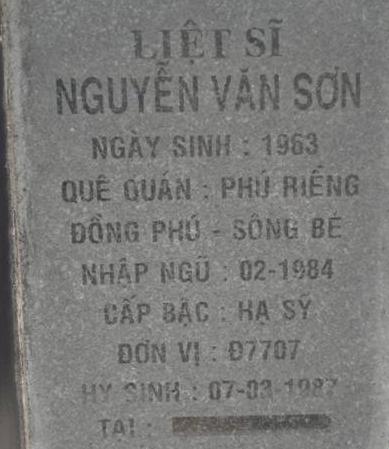 LIỆT SĨ
NGUYỄN VĂN SƠN
NGÀY SINH : 1963
QUÊ QUÁN : PHÚ RIỀNG
ĐỒNG PHÚ - SÔNG BÉ
NHẬP NGŨ : 02-1984
CẤP BẬC : HẠ SỸ
ĐƠN VỊ : Đ7707
HY SINH : 07-03-1987
TẠI :